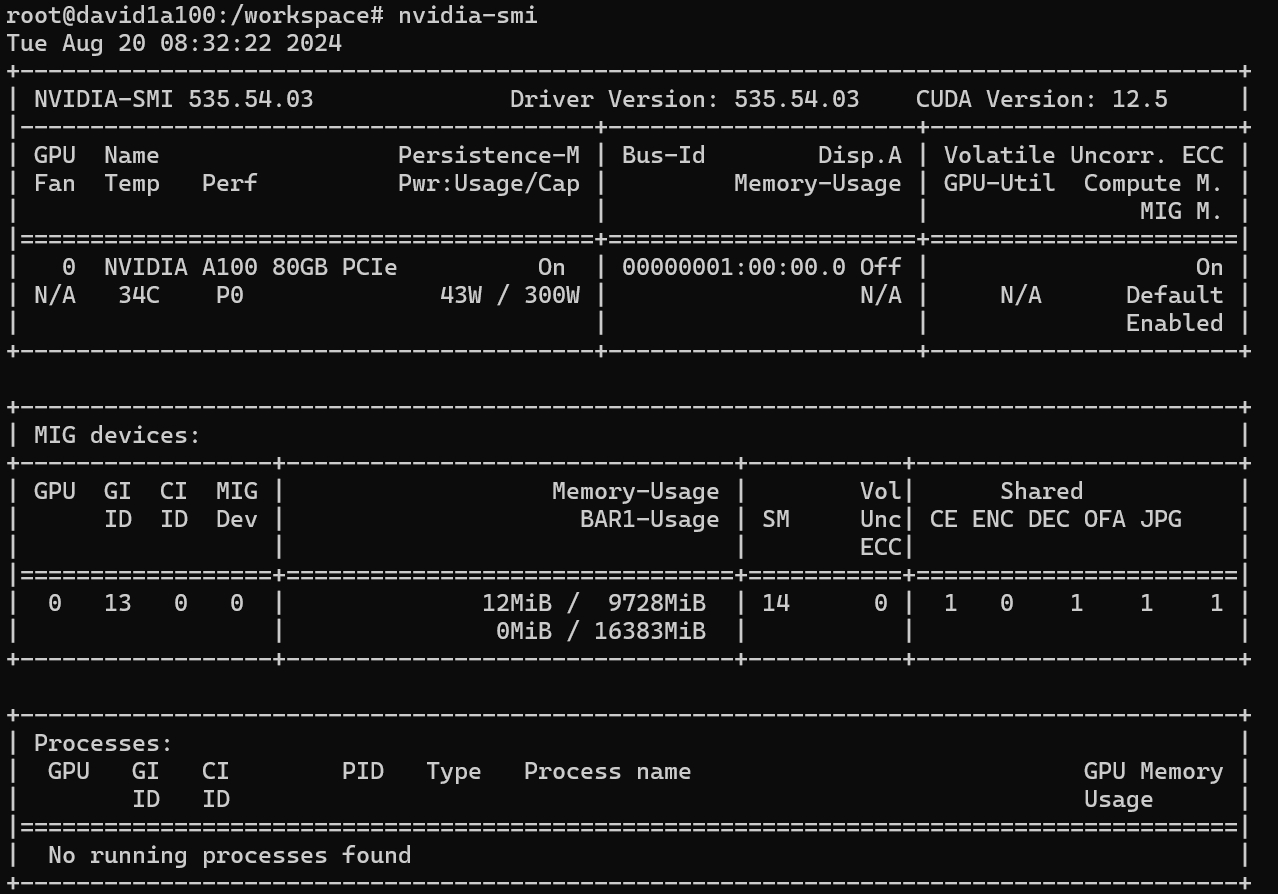 root@david1a100:/workspace# nvidia-smi
Tue Aug 20 08:32:22 2024
+---------------------------------------------------------------------------------------+
| NVIDIA-SMI 535.54.03              Driver Version: 535.54.03    CUDA Version: 12.5     |
|-----------------------------------------+----------------------+----------------------+
| GPU  Name                 Persistence-M | Bus-Id        Disp.A | Volatile Uncorr. ECC |
| Fan  Temp   Perf          Pwr:Usage/Cap |         Memory-Usage | GPU-Util  Compute M. |
|                                         |                      |               MIG M. |
|=========================================+======================+======================|
|   0  NVIDIA A100 80GB PCIe          On  | 00000001:00:00.0 Off |                   On |
| N/A   34C    P0              43W / 300W |                  N/A |     N/A      Default |
|                                         |                      |              Enabled |
+-----------------------------------------+----------------------+----------------------+

+---------------------------------------------------------------------------------------+
| MIG devices:                                                                          |
+------------------+--------------------------------+-----------+-----------------------+
| GPU  GI  CI  MIG |                   Memory-Usage |        Vol|      Shared           |
|      ID  ID  Dev |                     BAR1-Usage | SM     Unc| CE ENC DEC OFA JPG    |
|                  |                                |        ECC|                       |
|==================+================================+===========+=======================|
|  0   13   0   0  |              12MiB /  9728MiB  | 14      0 |  1   0    1    1    1 |
|                  |               0MiB / 16383MiB  |           |                       |
+------------------+--------------------------------+-----------+-----------------------+

+---------------------------------------------------------------------------------------+
| Processes:                                                                            |
|  GPU   GI   CI        PID   Type   Process name                            GPU Memory |
|        ID   ID                                                             Usage      |
|=======================================================================================|
|  No running processes found                                                           |
+---------------------------------------------------------------------------------------+